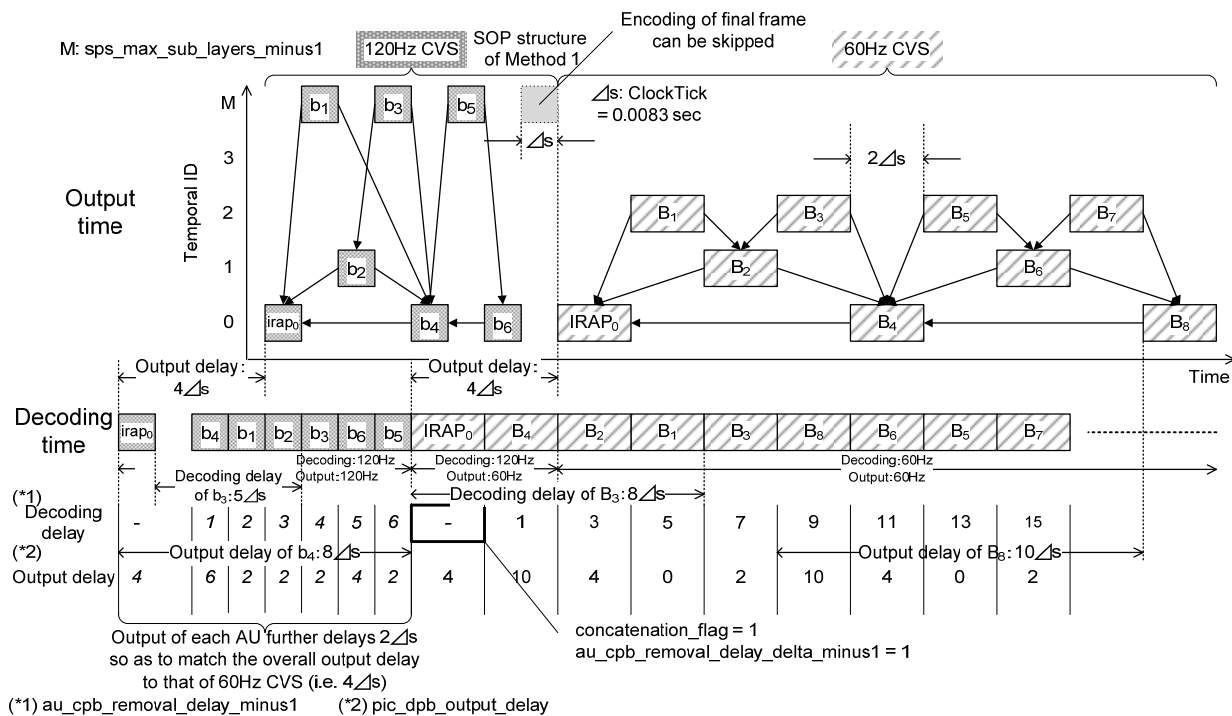 M: sps_max_sub_layers_minus1
120Hz CVS
SOP structure
of Method 1
Encoding of final frame
can be skipped
60Hz CVS
⊿s: ClockTick
= 0.0083 sec
Output
time
Temporal ID
M
3
2
1
0
b1
b3
b5
⊿s
2⊿s
B1
B3
B5
B7
b2
B2
B6
irap0
b4
b6
IRAP0
B4
B8
Time
Output delay:
4⊿s
Output delay:
4⊿s
Decoding
time
irap0 b4 b1 b2 b3 b6 b5 IRAP0 B4 B2 B1 B3 B8 B6 B5 B7
Decoding:120Hz
Output:120Hz
Decoding:120Hz
Output:60Hz
Decoding:60Hz
Output:60Hz
Decoding delay
of b3:5⊿s
Decoding delay of B3:8⊿s
(*1)
Decoding
delay
- 1 2 3 4 5 6 - 1 3 5 7 9 11 13 15
(*2)
Output delay of b4:8⊿s
Output delay of B8:10⊿s
Output delay
4 6 2 2 2 4 2 4 10 4 0 2 10 4 0 2
Output of each AU further delays 2⊿s
so as to match the overall output delay
to that of 60Hz CVS (i.e. 4⊿s)
concatenation_flag = 1
au_cpb_removal_delay_delta_minus1 = 1
(*1) au_cpb_removal_delay_minus1
(*2) pic_dpb_output_delay